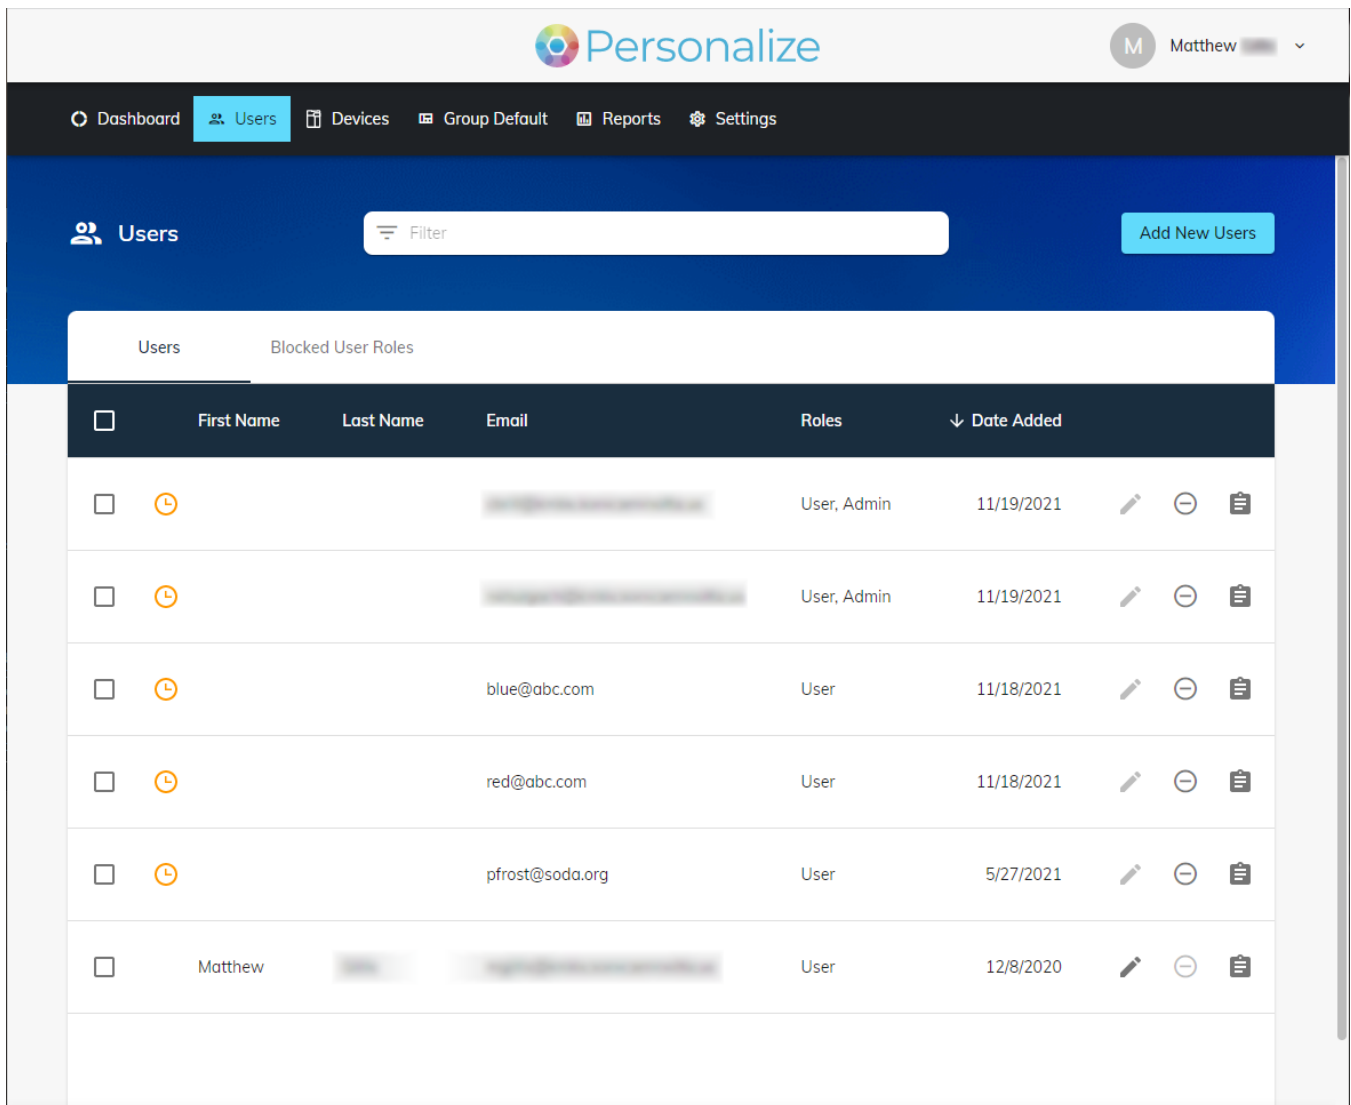 Personalize
M Matthew
Dashboard Users Devices Group Default Reports Settings
Users Filter Add New Users
Users Blocked User Roles
First Name Last Name Email Roles Date Added
User, Admin 11/19/2021
User, Admin 11/19/2021
blue@abc.com User 11/18/2021
red@abc.com User 11/18/2021
pfrost@soda.org User 5/27/2021
Matthew User 12/8/2020